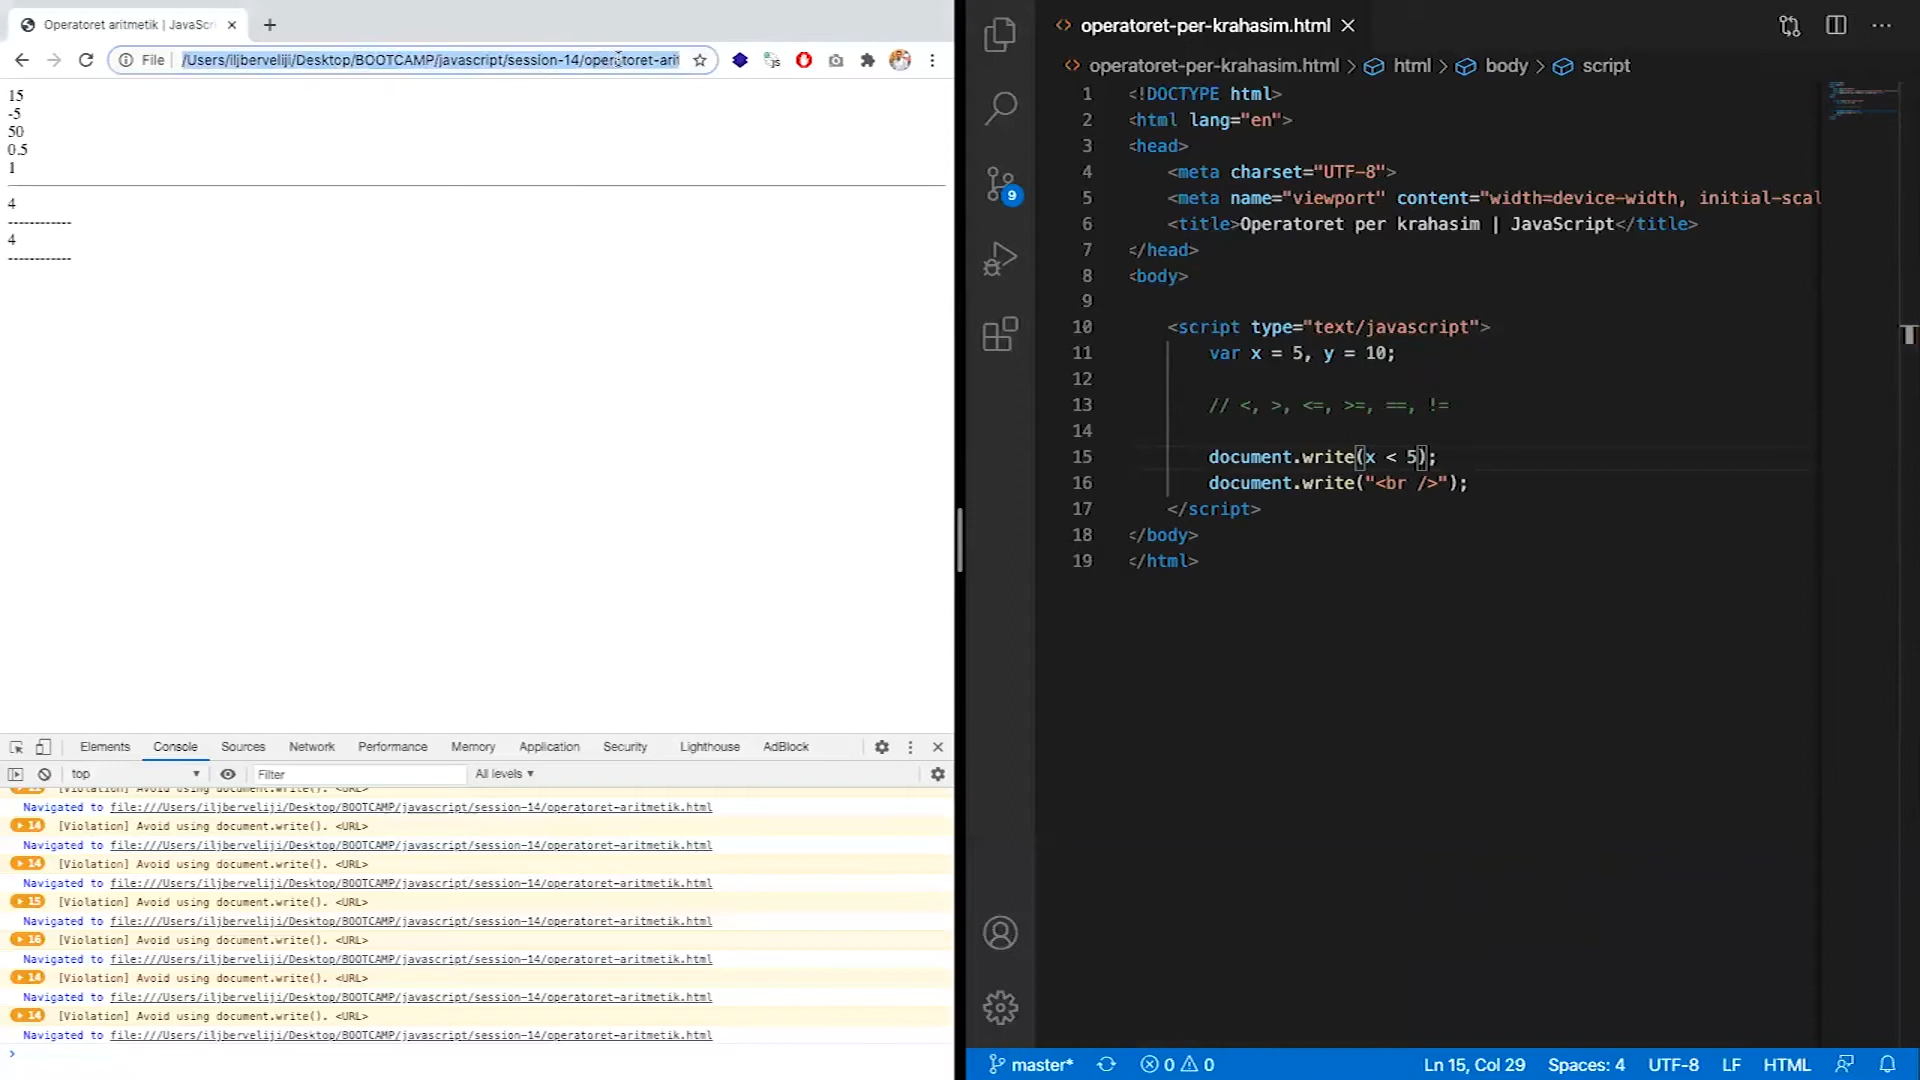 Operatoret aritmetik | JavaScri
File /Users/iljberveliji/Desktop/BOOTCAMP/javascript/session-14/operatoret-arit
15
-5
50
0.5
1
4
------------
4
------------
Elements Console Sources Network Performance Memory Application Security Lighthouse AdBlock
top Filter All levels
[Violation] Avoid using document.write(). <URL>
Navigated to file:///Users/iljberveliji/Desktop/BOOTCAMP/javascript/session-14/operatoret-aritmetik.html
14 [Violation] Avoid using document.write(). <URL>
Navigated to file:///Users/iljberveliji/Desktop/BOOTCAMP/javascript/session-14/operatoret-aritmetik.html
14 [Violation] Avoid using document.write(). <URL>
Navigated to file:///Users/iljberveliji/Desktop/BOOTCAMP/javascript/session-14/operatoret-aritmetik.html
15 [Violation] Avoid using document.write(). <URL>
Navigated to file:///Users/iljberveliji/Desktop/BOOTCAMP/javascript/session-14/operatoret-aritmetik.html
16 [Violation] Avoid using document.write(). <URL>
Navigated to file:///Users/iljberveliji/Desktop/BOOTCAMP/javascript/session-14/operatoret-aritmetik.html
14 [Violation] Avoid using document.write(). <URL>
Navigated to file:///Users/iljberveliji/Desktop/BOOTCAMP/javascript/session-14/operatoret-aritmetik.html
14 [Violation] Avoid using document.write(). <URL>
Navigated to file:///Users/iljberveliji/Desktop/BOOTCAMP/javascript/session-14/operatoret-aritmetik.html
9
operatoret-per-krahasim.html
operatoret-per-krahasim.html > html > body > script
1 <!DOCTYPE html>
2 <html lang="en">
3 <head>
4 <meta charset="UTF-8">
5 <meta name="viewport" content="width=device-width, initial-scal
6 <title>Operatoret per krahasim | JavaScript</title>
7 </head>
8 <body>
9
10 <script type="text/javascript">
11 var x = 5, y = 10;
12
13 // <, >, <=, >=, ==, !=
14
15 document.write(x < 5);
16 document.write("<br />");
17 </script>
18 </body>
19 </html>
master* 0 0 Ln 15, Col 29 Spaces: 4 UTF-8 LF HTML